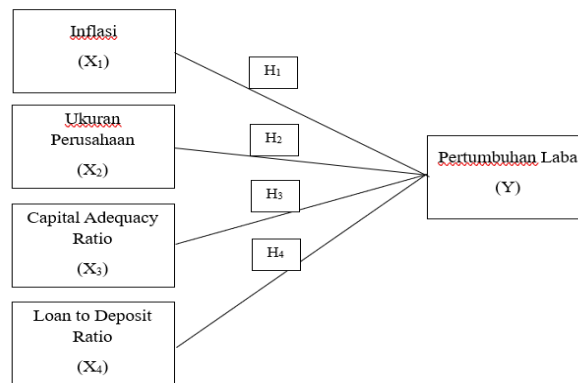 Inflasi
(X₁)
H₁
Ukuran
Perusahaan
(X₂)
H₂
Pertumbuhan Laba
(Y)
Capital Adequacy
Ratio
(X₃)
H₃
Loan to Deposit
Ratio
(X₄)
H₄